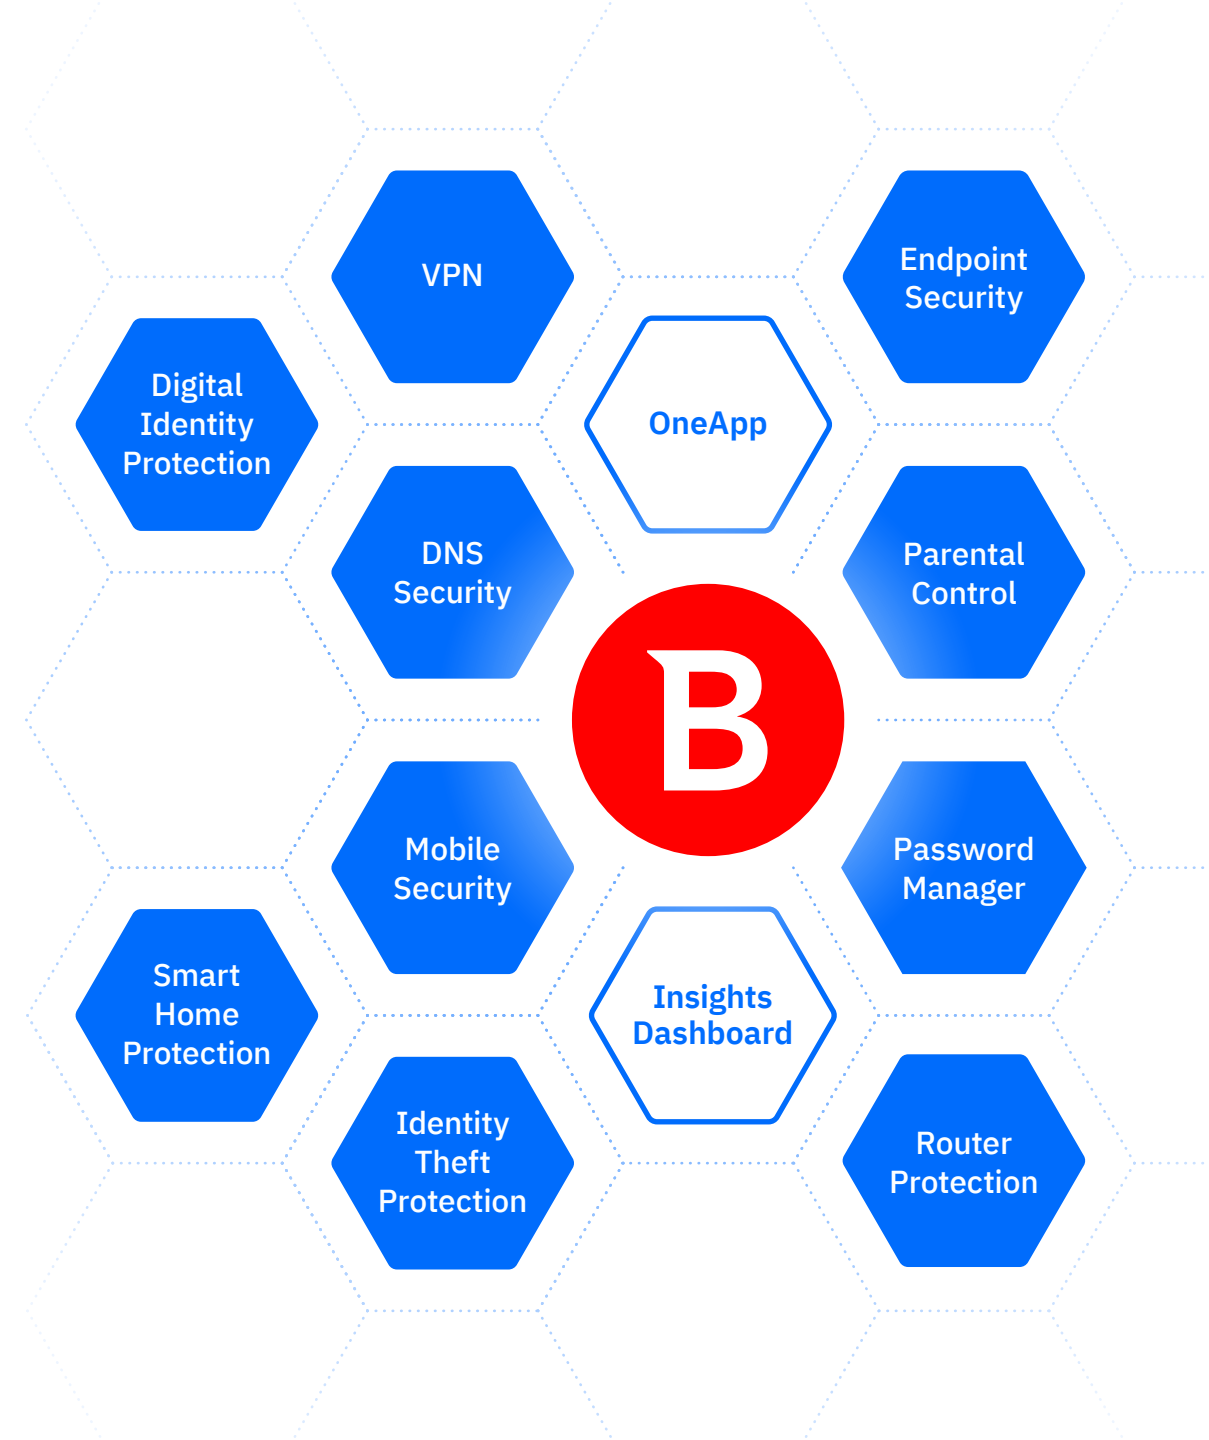 VPN
Endpoint
Security
Digital
Identity
Protection
OneApp
DNS
Security
Parental
Control
B
Mobile
Security
Password
Manager
Smart
Home
Protection
Insights
Dashboard
Identity
Theft
Protection
Router
Protection